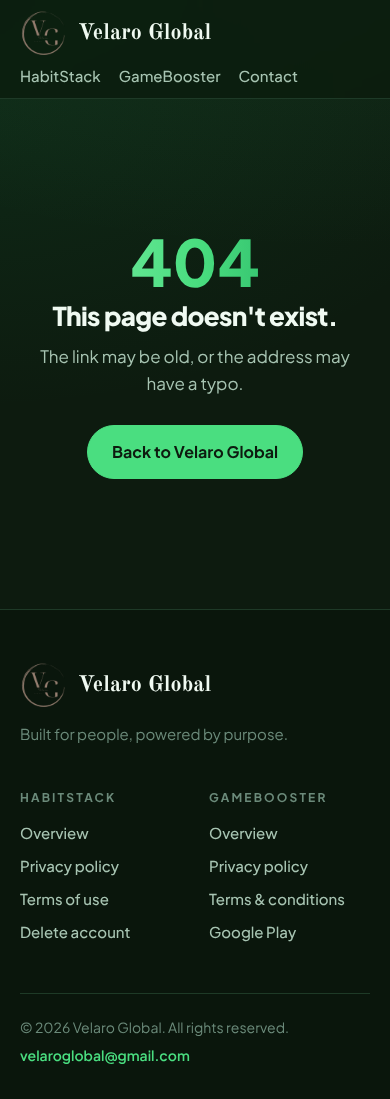 VG Velaro Global
HabitStack GameBooster Contact
404
This page doesn't exist.
The link may be old, or the address may
have a typo.
Back to Velaro Global
VG Velaro Global
Built for people, powered by purpose.
HABITSTACK
Overview
Privacy policy
Terms of use
Delete account
GAMEBOOSTER
Overview
Privacy policy
Terms & conditions
Google Play
© 2026 Velaro Global. All rights reserved.
velaroglobal@gmail.com